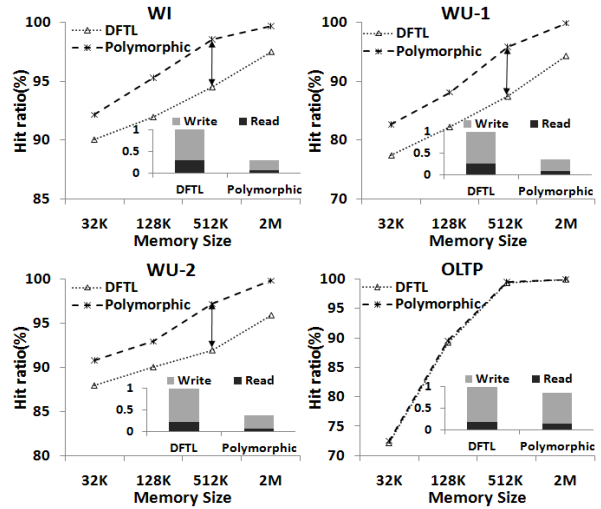 WI
DFTL
Polymorphic
Hit ratio(%)
100
95
90
85
Write Read
1
0.5
0
DFTL Polymorphic
32K 128K 512K 2M
Memory Size
WU-1
DFTL
Polymorphic
Hit ratio(%)
100
90
80
70
Write Read
1
0.5
0
DFTL Polymorphic
32K 128K 512K 2M
Memory Size
WU-2
DFTL
Polymorphic
Hit ratio(%)
100
95
90
85
80
Write Read
1
0.5
0
DFTL Polymorphic
32K 128K 512K 2M
Memory Size
OLTP
DFTL
Polymorphic
Hit ratio(%)
100
95
90
85
80
75
70
Write Read
1
0.5
0
DFTL Polymorphic
32K 128K 512K 2M
Memory Size